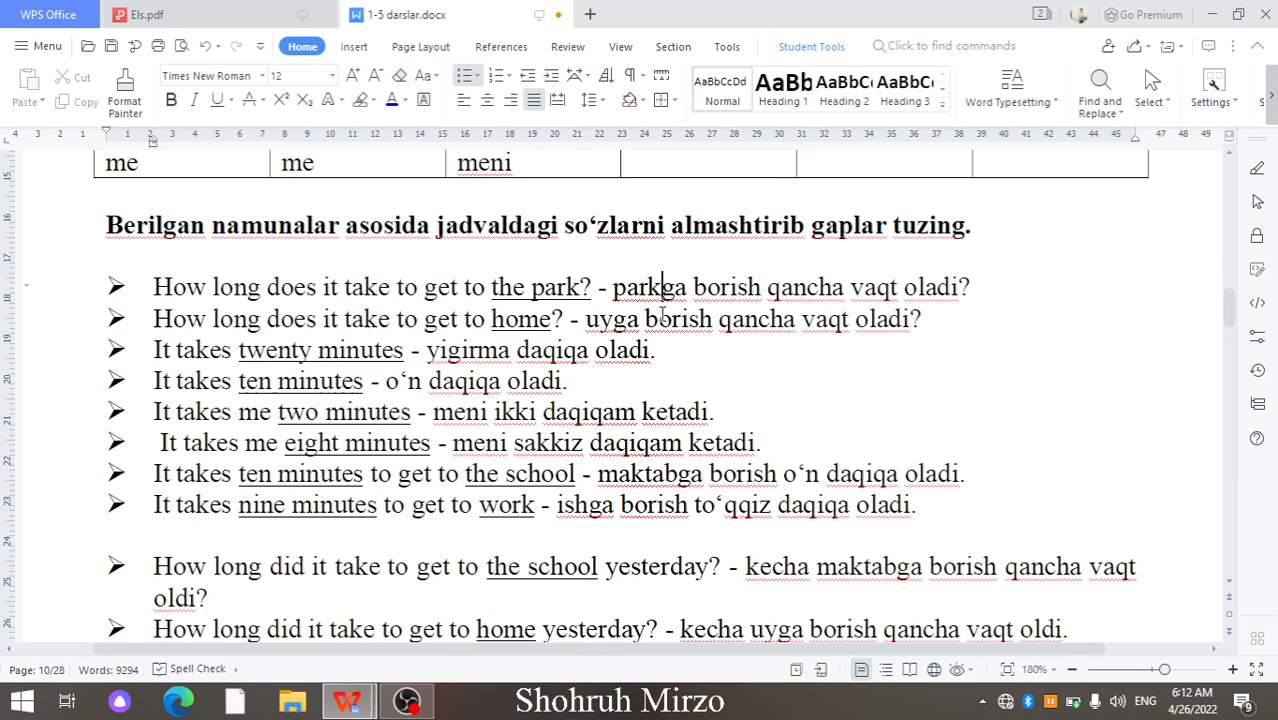 WPS Office Els.pdf 1-5 darslar.docx Go Premium
Menu Home Insert Page Layout References Review View Section Tools Student Tools Click to find commands
Paste Cut Copy Format Painter Times New Roman 12 AaBbCcDd Normal AaBb Heading 1 AaBbC Heading 2 AaBbC Heading 3 Word Typesetting Find and Replace Select Settings
me me meni
Berilgan namunalar asosida jadvaldagi so‘zlarni almashtirib gaplar tuzing.
➢ How long does it take to get to the park? - parkga borish qancha vaqt oladi?
➢ How long does it take to get to home? - uyga borish qancha vaqt oladi?
➢ It takes twenty minutes - yigirma daqiqa oladi.
➢ It takes ten minutes - o‘n daqiqa oladi.
➢ It takes me two minutes - meni ikki daqiqam ketadi.
➢ It takes me eight minutes - meni sakkiz daqiqam ketadi.
➢ It takes ten minutes to get to the school - maktabga borish o‘n daqiqa oladi.
➢ It takes nine minutes to get to work - ishga borish to‘qqiz daqiqa oladi.
➢ How long did it take to get to the school yesterday? - kecha maktabga borish qancha vaqt
oldi?
➢ How long did it take to get to home yesterday? - kecha uyga borish qancha vaqt oldi.
Page: 10/28 Words: 9294 Spell Check 180%
Shohruh Mirzo
ENG 6:12 AM
4/26/2022